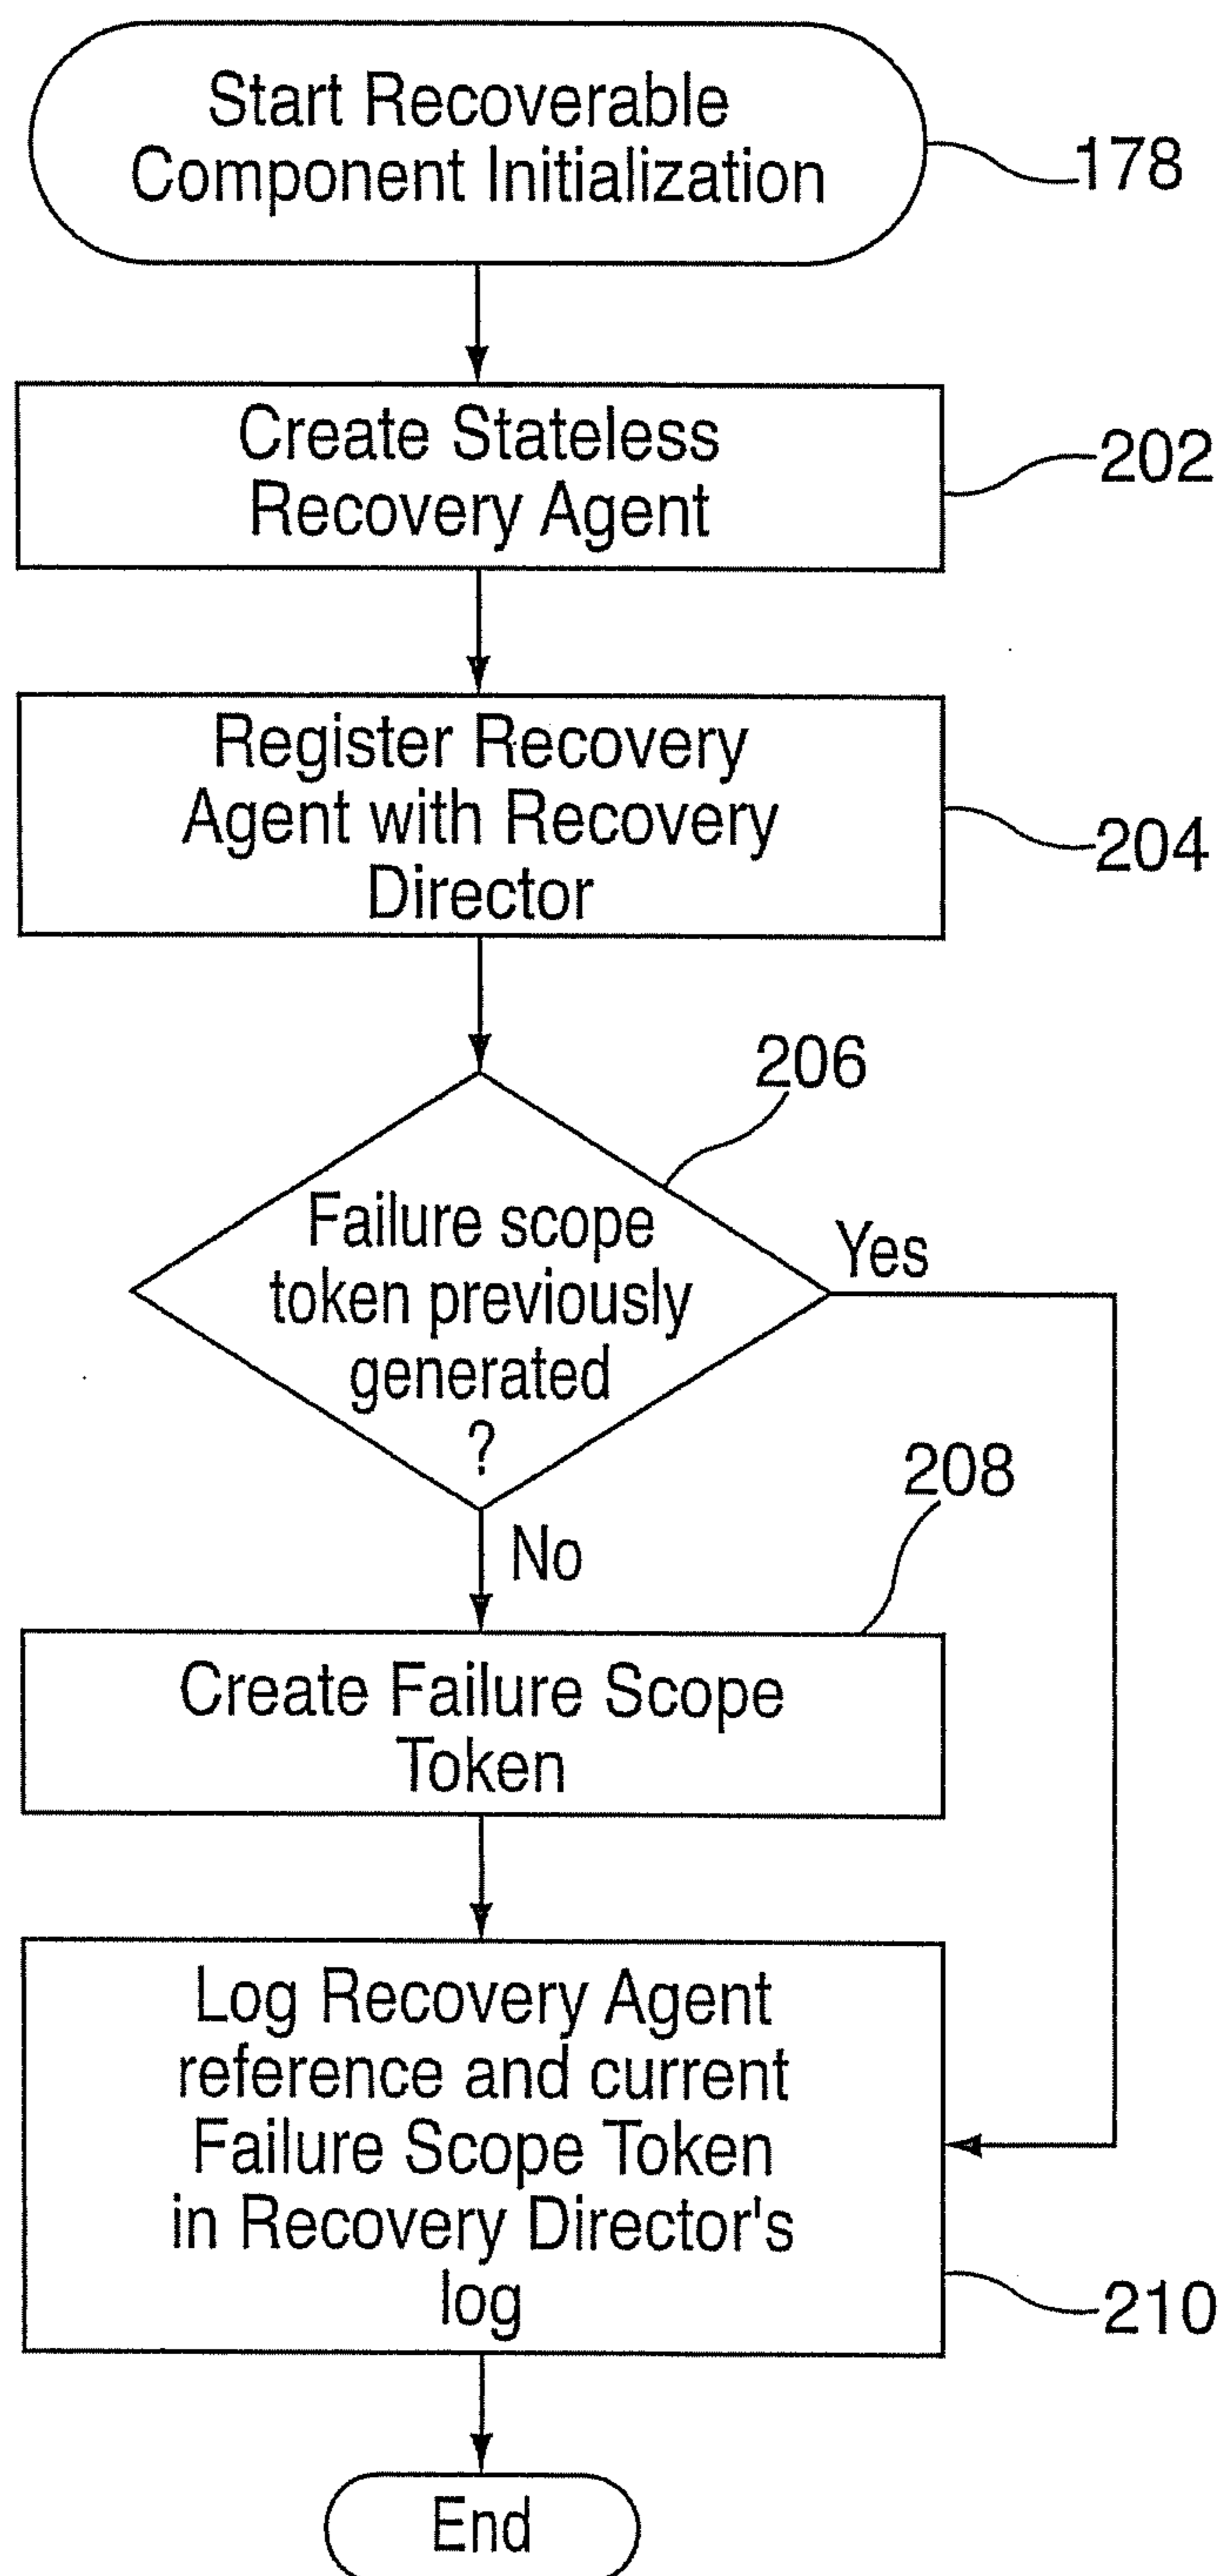 Start Recoverable
Component Initialization
178
Create Stateless
Recovery Agent
202
Register Recovery
Agent with Recovery
Director
204
206
Failure scope
token previously
generated
?
Yes
No
208
Create Failure Scope
Token
Log Recovery Agent
reference and current
Failure Scope Token
in Recovery Director's
log
210
End